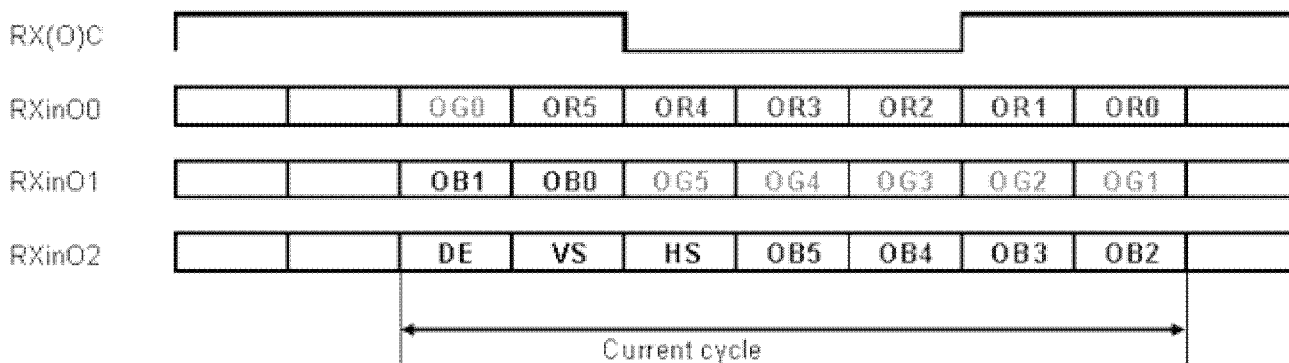 RX(O)C
RXinO0 OG0 OR5 OR4 OR3 OR2 OR1 OR0
RXinO1 OB1 OB0 OG5 OG4 OG3 OG2 OG1
RXinO2 DE VS HS OB5 OB4 OB3 OB2
Current cycle